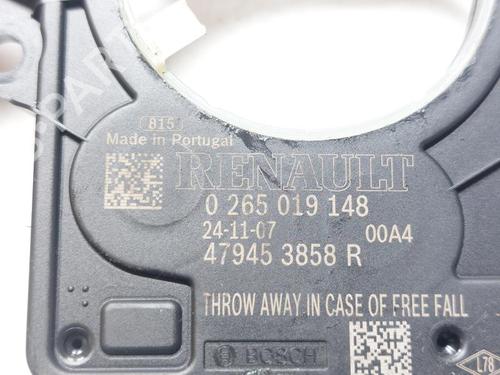 815
Made in Portugal
RENAULT
0 265 019 148
24-11-07 00A4
47945 3858 R
THROW AWAY IN CASE OF FREE FALL
BOSCH
L78